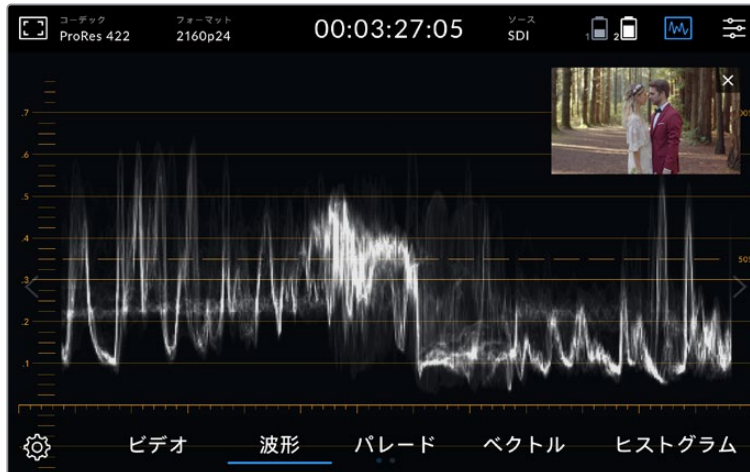 コーデック
ProRes 422
フォーマット
2160p24
00:03:27:05
ソース
SDI
1
2
.7
.6
.5
.4
.3
.2
.1
ビデオ
波形
パレード
ベクトル
ヒストグラム